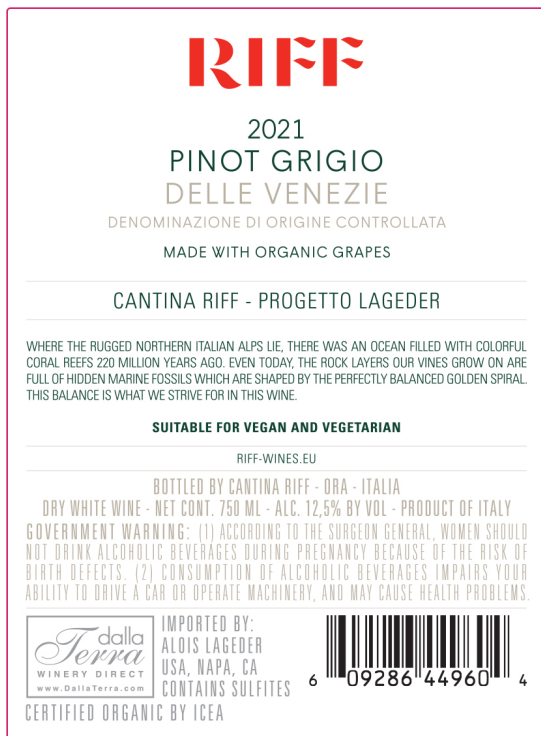 RIFF
2021
PINOT GRIGIO
DELLE VENEZIE
DENOMINAZIONE DI ORIGINE CONTROLLATA
MADE WITH ORGANIC GRAPES
CANTINA RIFF - PROGETTO LAGEDER
WHERE THE RUGGED NORTHERN ITALIAN ALPS LIE, THERE WAS AN OCEAN FILLED WITH COLORFUL
CORAL REEFS 220 MILLION YEARS AGO. EVEN TODAY, THE ROCK LAYERS OUR VINES GROW ON ARE
FULL OF HIDDEN MARINE FOSSILS WHICH ARE SHAPED BY THE PERFECTLY BALANCED GOLDEN SPIRAL.
THIS BALANCE IS WHAT WE STRIVE FOR IN THIS WINE.
SUITABLE FOR VEGAN AND VEGETARIAN
RIFF-WINES.EU
BOTTLED BY CANTINA RIFF - ORA - ITALIA
DRY WHITE WINE - NET CONT. 750 ML - ALC. 12,5% BY VOL - PRODUCT OF ITALY
GOVERNMENT WARNING: (1) ACCORDING TO THE SURGEON GENERAL, WOMEN SHOULD
NOT DRINK ALCOHOLIC BEVERAGES DURING PREGNANCY BECAUSE OF THE RISK OF
BIRTH DEFECTS. (2) CONSUMPTION OF ALCOHOLIC BEVERAGES IMPAIRS YOUR
ABILITY TO DRIVE A CAR OR OPERATE MACHINERY, AND MAY CAUSE HEALTH PROBLEMS.
dalla
Terra
WINERY DIRECT
www.DallaTerra.com
IMPORTED BY:
ALOIS LAGEDER
USA, NAPA, CA
CONTAINS SULFITES
6 09286 44960 4
CERTIFIED ORGANIC BY ICEA